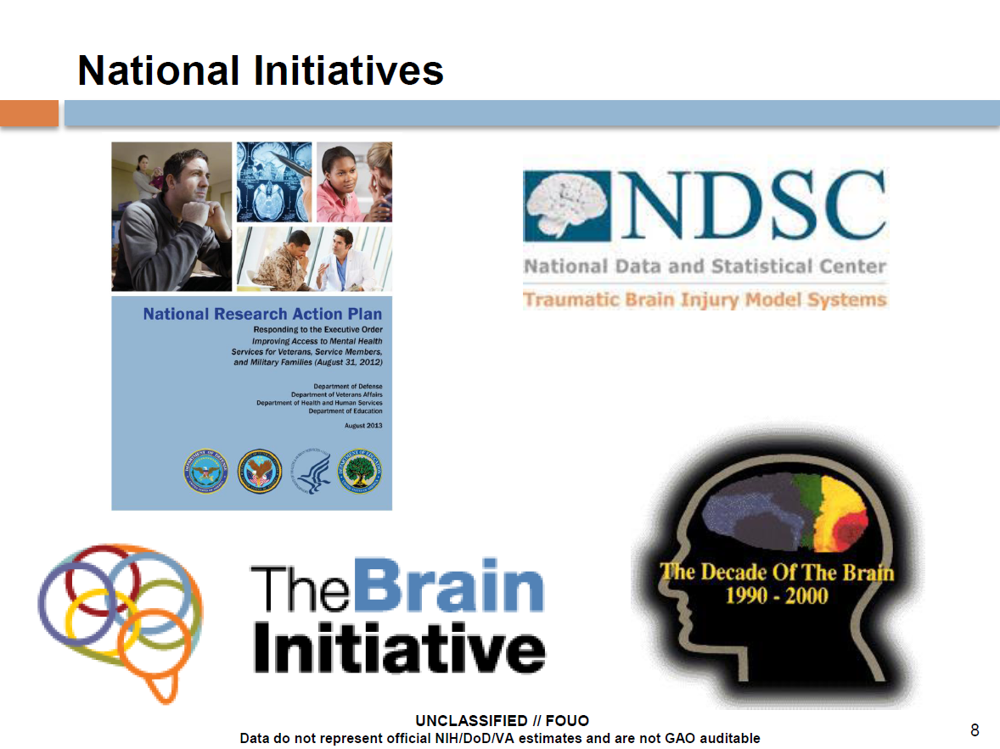 National Initiatives
National Research Action Plan
Responding to the Executive Order
Improving Access to Mental Health
Services for Veterans, Service Members,
and Military Families (August 31, 2012)
Department of Defense
Department of Veterans Affairs
Department of Health and Human Services
Department of Education
August 2013
NDSC
National Data and Statistical Center
Traumatic Brain Injury Model Systems
The Brain
Initiative
The Decade Of The Brain
1990 - 2000
UNCLASSIFIED // FOUO
Data do not represent official NIH/DoD/VA estimates and are not GAO auditable
8